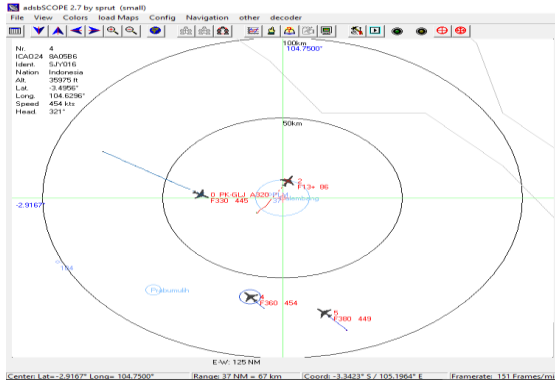 adsbSCOPE 2.7 by sprut (small)
File View Colors load Maps Config Navigation other decoder
Nr. 4
ICAO24 8A05B6
Ident. SJY016
Nation Indonesia
Alt. 35975 ft
Lat. -3.4956°
Long. 104.6296°
Speed 454 kts
Head. 321°
100km
104.7500°
50km
2
F13+ 86
0 PK-GLJ A320
F330 445
-2.9167
104
Prabumulih
4
F360 454
5
F380 449
E-W: 125 NM
Center: Lat=-2.9167° Long= 104.7500°
Range: 37 NM = 67 km
Coord: -3.3423° S / 105.1964° E
Framerate: 151 Frames/mi